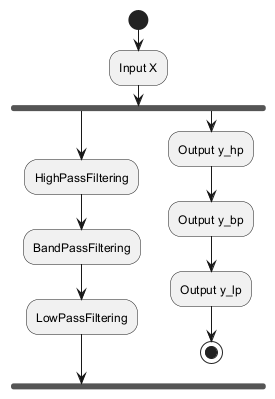 Input X
HighPassFiltering
BandPassFiltering
LowPassFiltering
Output y_hp
Output y_bp
Output y_lp